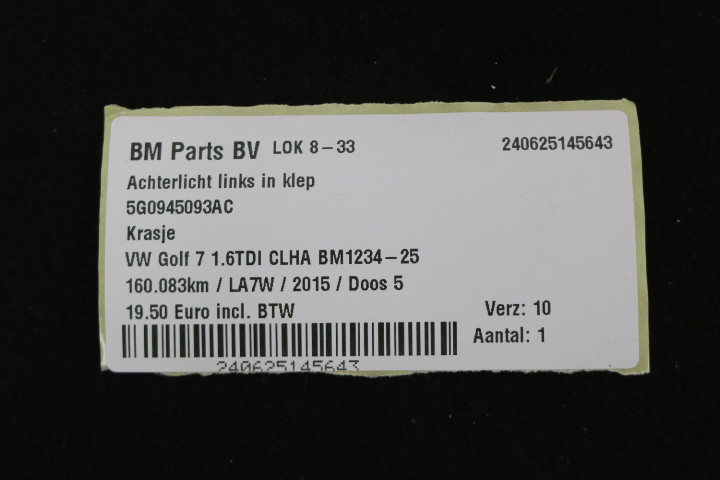 BM Parts BV LOK 8-33 240625145643
Achterlicht links in klep
5G0945093AC
Krasje
VW Golf 7 1.6TDI CLHA BM1234-25
160.083km / LA7W / 2015 / Doos 5
19.50 Euro incl. BTW Verz: 10
Aantal: 1
240625145643